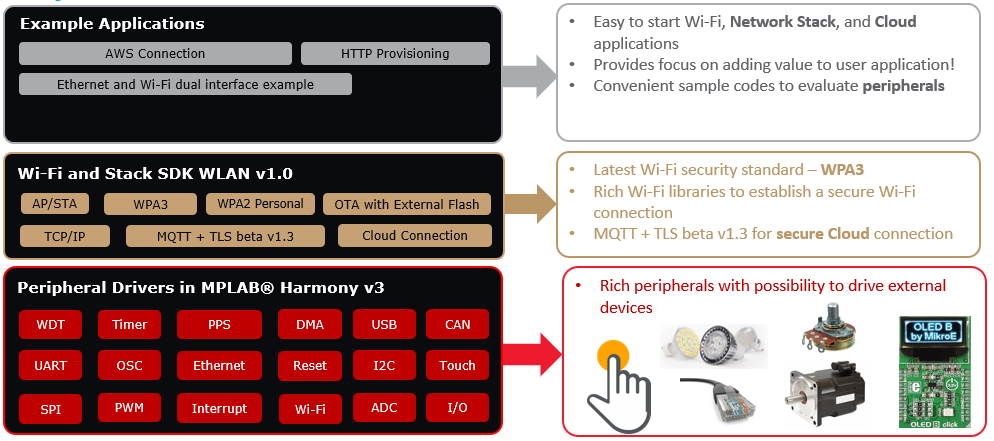 Example Applications
AWS Connection
HTTP Provisioning
Ethernet and Wi-Fi dual interface example
• Easy to start Wi-Fi, Network Stack, and Cloud
applications
• Provides focus on adding value to user application!
• Convenient sample codes to evaluate peripherals
Wi-Fi and Stack SDK WLAN v1.0
AP/STA
WPA3
WPA2 Personal
OTA with External Flash
TCP/IP
MQTT + TLS beta v1.3
Cloud Connection
• Latest Wi-Fi security standard – WPA3
• Rich Wi-Fi libraries to establish a secure Wi-Fi
connection
• MQTT + TLS beta v1.3 for secure Cloud connection
Peripheral Drivers in MPLAB® Harmony v3
WDT
Timer
PPS
DMA
USB
CAN
UART
OSC
Ethernet
Reset
I2C
Touch
SPI
PWM
Interrupt
Wi-Fi
ADC
I/O
• Rich peripherals with possibility to drive external
devices
OLED B
by MikroE
OLED B click